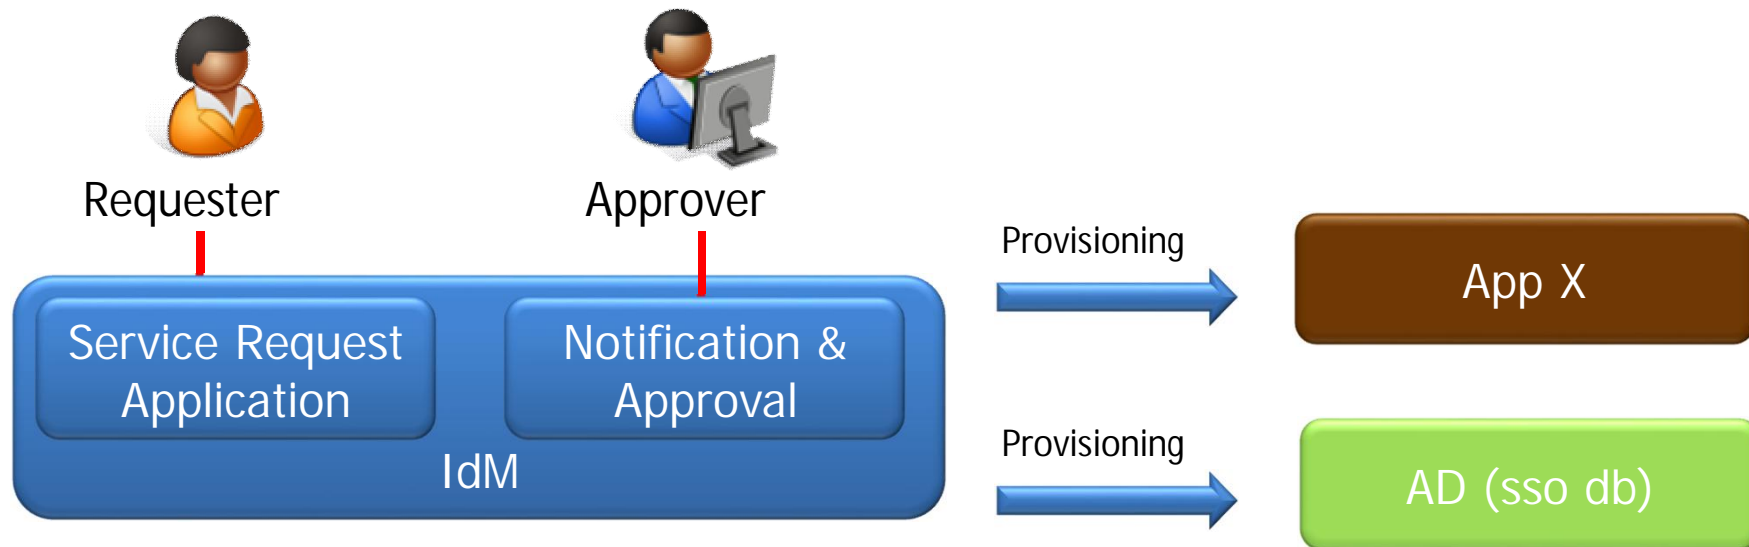 Requester
Approver
Service Request
Application
Notification &
Approval
IdM
Provisioning
App X
Provisioning
AD (sso db)